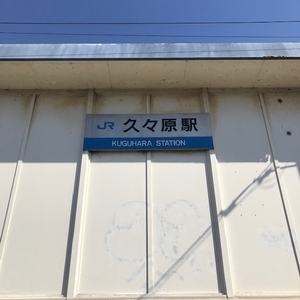 JR 久々原駅
KUGUHARA STATION